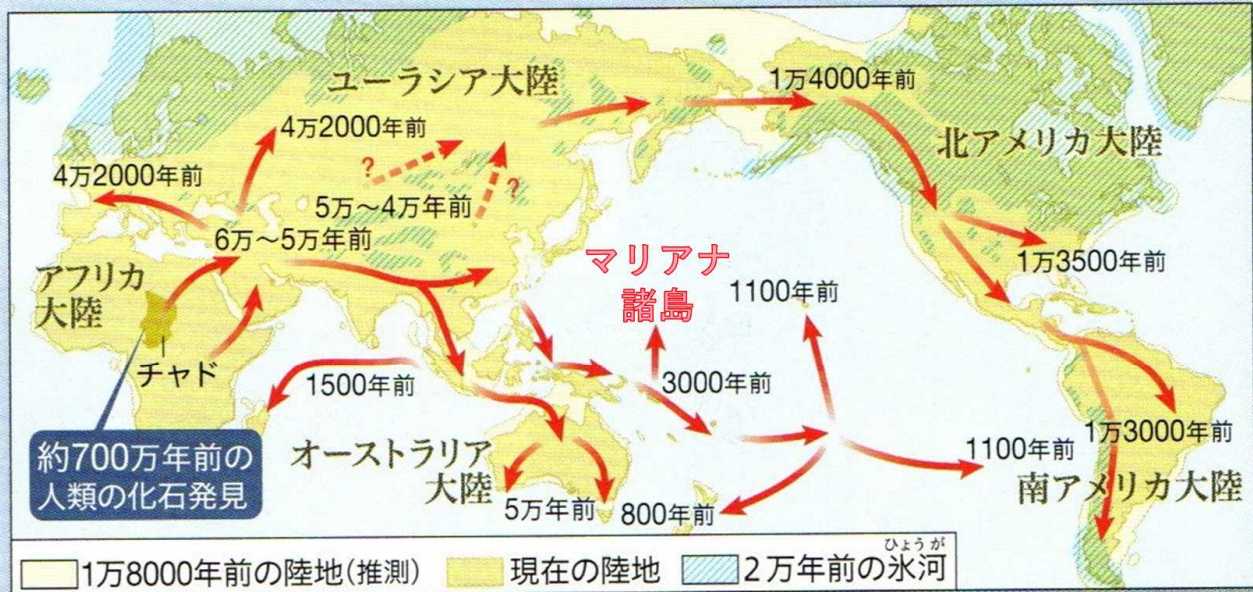 ユーラシア大陸
1万4000年前
4万2000年前
北アメリカ大陸
4万2000年前
?
?
5万～4万年前
6万～5万年前
マリアナ
諸島
1万3500年前
アフリカ
大陸
1100年前
チャド
1500年前
3000年前
約700万年前の
人類の化石発見
オーストラリア
大陸
1100年前
1万3000年前
5万年前
800年前
南アメリカ大陸
ひょうが
1万8000年前の陸地(推測)
現在の陸地
2万年前の氷河